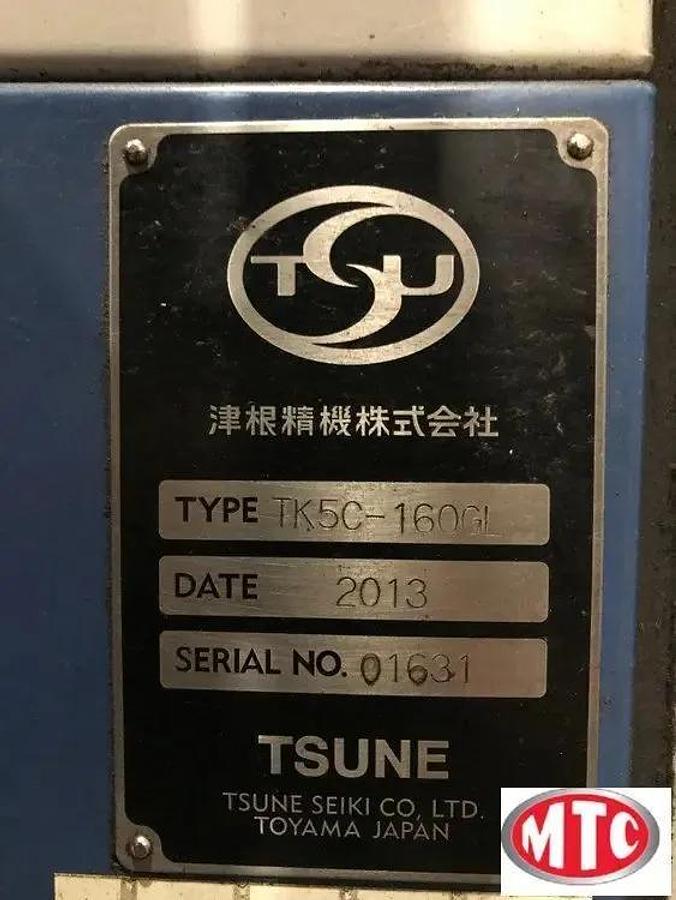 TSU
津根精機株式会社
TYPE TK5C-160GL
DATE 2013
SERIAL NO. 01631
TSUNE
TSUNE SEIKI CO, LTD.
TOYAMA JAPAN
MTC